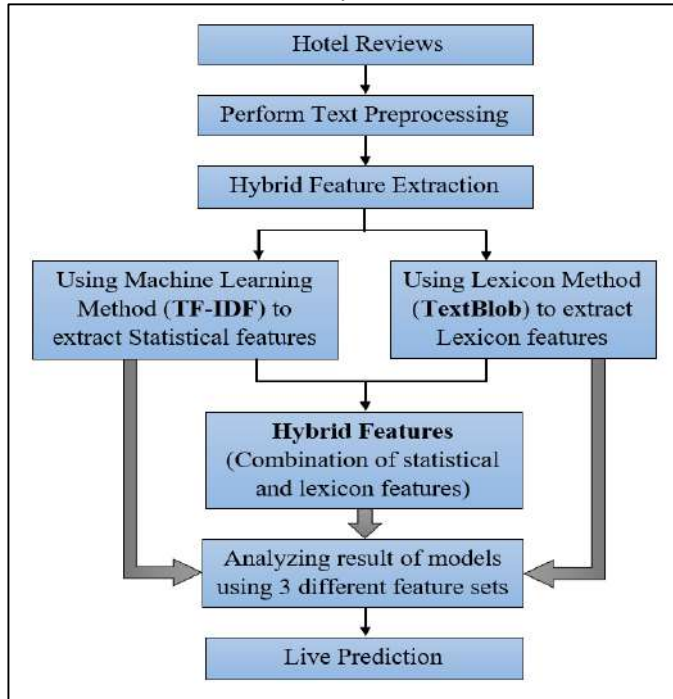 Hotel Reviews
Perform Text Preprocessing
Hybrid Feature Extraction
Using Machine Learning
Method (TF-IDF) to
extract Statistical features
Using Lexicon Method
(TextBlob) to extract
Lexicon features
Hybrid Features
(Combination of statistical
and lexicon features)
Analyzing result of models
using 3 different feature sets
Live Prediction